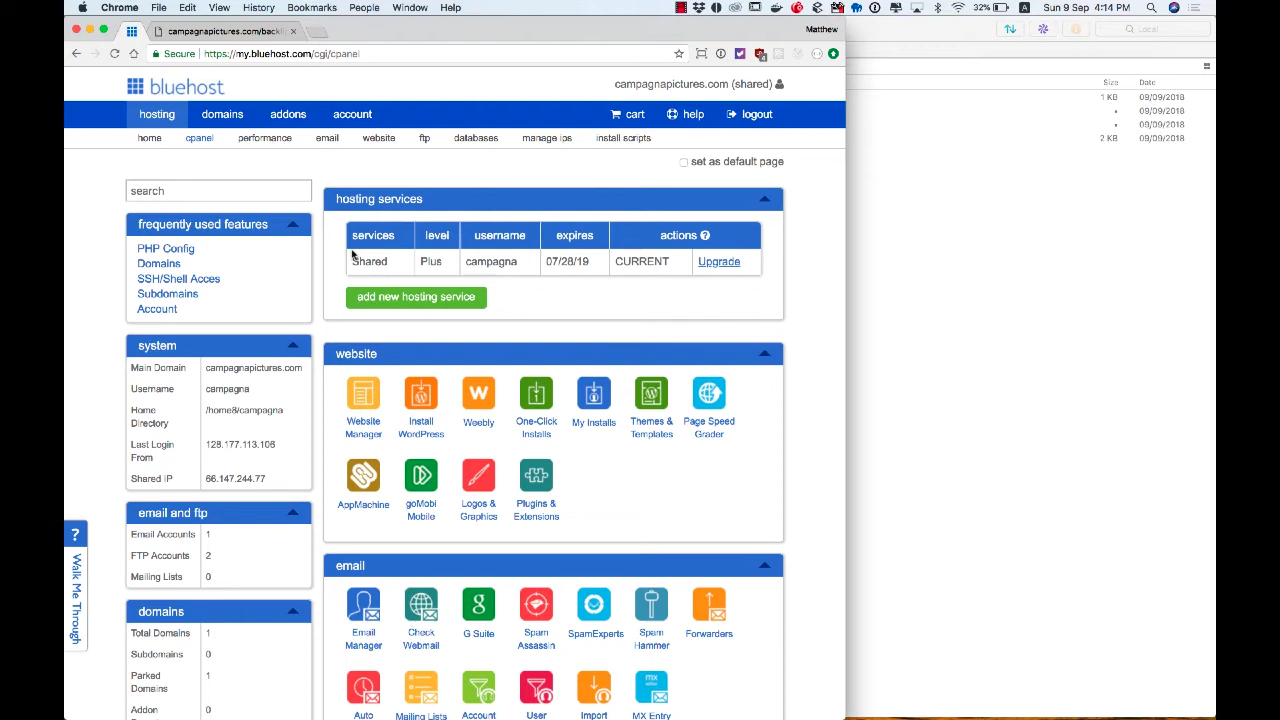 Chrome File Edit View History Bookmarks People Window Help
32% Sun 9 Sep 4:14 PM
campagnapictures.com/backli
Matthew
Local
Secure https://my.bluehost.com/cgi/cpanel
Size Date
bluehost
campagnapictures.com (shared)
1 KB 09/09/2018
09/09/2018
09/09/2018
2 KB 09/09/2018
hosting domains addons account
cart help logout
home cpanel performance email website ftp databases manage ips install scripts
set as default page
search
frequently used features
PHP Config
Domains
SSH/Shell Acces
Subdomains
Account
system
Main Domain campagnapictures.com
Username campagna
Home Directory /home8/campagna
Last Login From 128.177.113.106
Shared IP 66.147.244.77
email and ftp
Email Accounts 1
FTP Accounts 2
Mailing Lists 0
domains
Total Domains 1
Subdomains 0
Parked Domains 1
Addon 0
? Walk Me Through
hosting services
services level username expires actions ?
Shared Plus campagna 07/28/19 CURRENT Upgrade
add new hosting service
website
Website Manager
Install WordPress
W
Weebly
One-Click Installs
My Installs
Themes & Templates
Page Speed Grader
AppMachine
goMobi Mobile
Logos & Graphics
Plugins & Extensions
email
Email Manager
Check Webmail
g
G Suite
Spam Assassin
SpamExperts
Spam Hammer
Forwarders
Auto
Mailing Lists
Account
User
Import
MX Entry